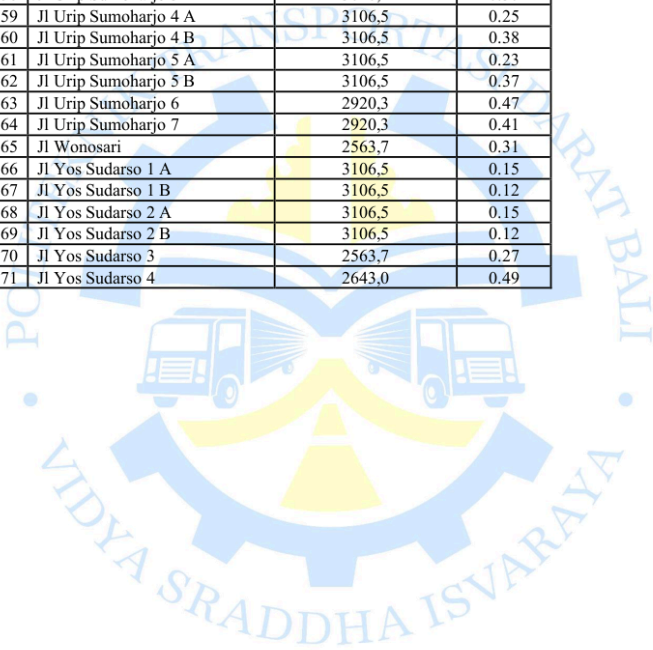 59 Jl Urip Sumoharjo 4 A 3106,5 0.25
60 Jl Urip Sumoharjo 4 B 3106,5 0.38
61 Jl Urip Sumoharjo 5 A 3106,5 0.23
62 Jl Urip Sumoharjo 5 B 3106,5 0.37
63 Jl Urip Sumoharjo 6 2920,3 0.47
64 Jl Urip Sumoharjo 7 2920,3 0.41
65 Jl Wonosari 2563,7 0.31
66 Jl Yos Sudarso 1 A 3106,5 0.15
67 Jl Yos Sudarso 1 B 3106,5 0.12
68 Jl Yos Sudarso 2 A 3106,5 0.15
69 Jl Yos Sudarso 2 B 3106,5 0.12
70 Jl Yos Sudarso 3 2563,7 0.27
71 Jl Yos Sudarso 4 2643,0 0.49
TRANSPORTASI DARAT BALI
VIDYA SRADDHA ISVARAYA